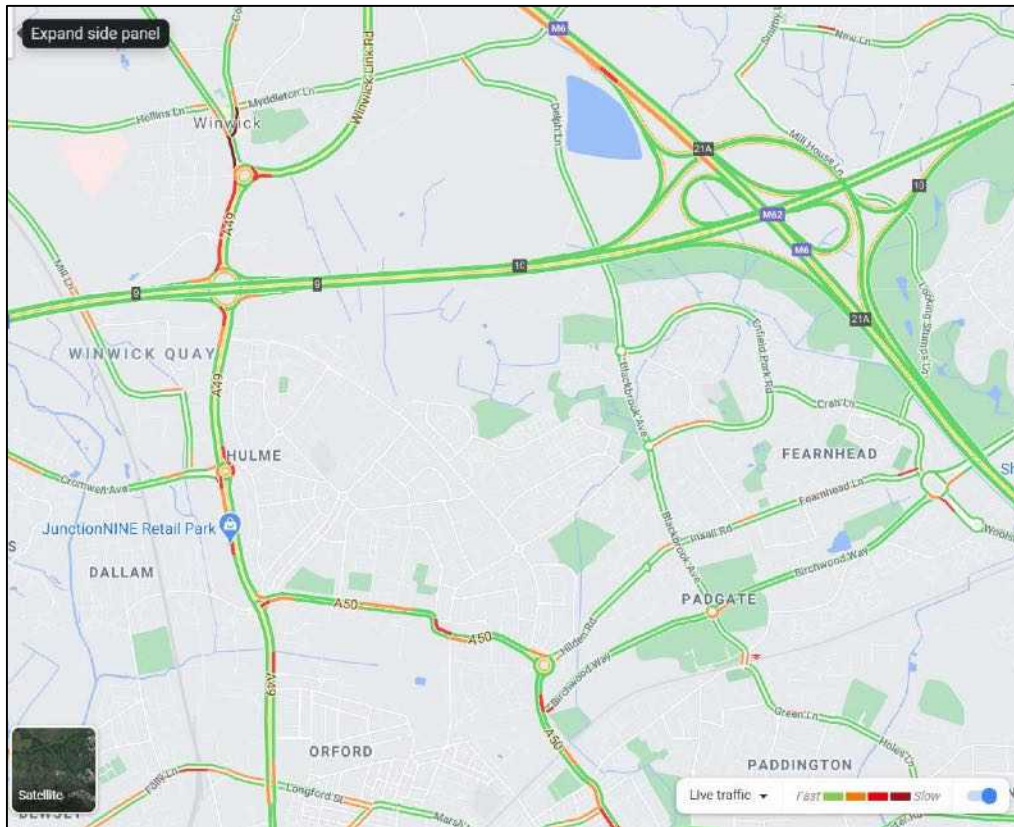 Expand side panel
M6
New Ln
Winwick Link Rd
Hollins Ln
Myddleton Ln
Winwick
Delph Ln
Mill House Ln
21A
10
A49
M62
M6
10
9
9
Mill Ln
21A
Locking Stumps Ln
WINWICK QUAY
A49
Enfield Park Rd
Blackbrook Ave
Crab Ln
HULME
FEARNHEAD
Cromwell Ave
Fearnhead Ln
JunctionNINE Retail Park
Insall Rd
Blackbrook Ave
Birchwood Way
DALLAM
A50
PADGATE
A50
Hilden Rd
Birchwood Way
A49
Green Ln
A50
ORFORD
PADDINGTON
Folly Ln
Longford St
Satellite
Live traffic
Fast
Slow